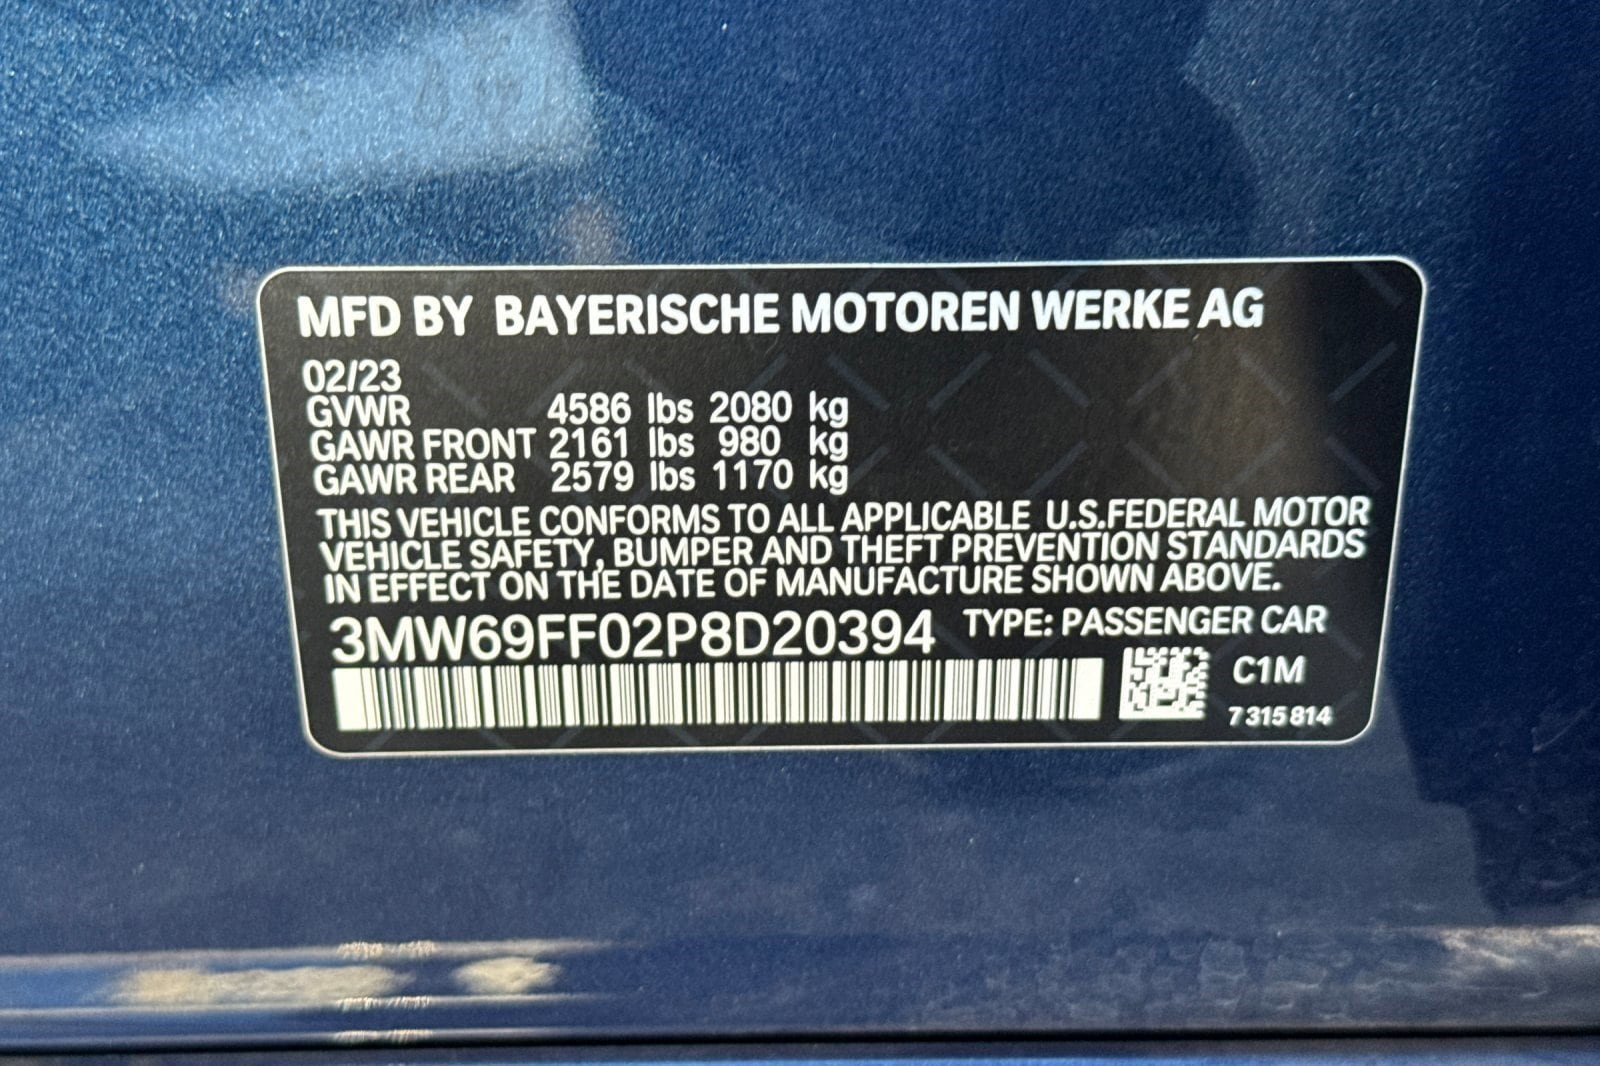 MFD BY BAYERISCHE MOTOREN WERKE AG
02/23
GVWR 4586 lbs 2080 kg
GAWR FRONT 2161 lbs 980 kg
GAWR REAR 2579 lbs 1170 kg
THIS VEHICLE CONFORMS TO ALL APPLICABLE U.S.FEDERAL MOTOR
VEHICLE SAFETY, BUMPER AND THEFT PREVENTION STANDARDS
IN EFFECT ON THE DATE OF MANUFACTURE SHOWN ABOVE.
3MW69FF02P8D20394 TYPE: PASSENGER CAR
C1M
7 315 814